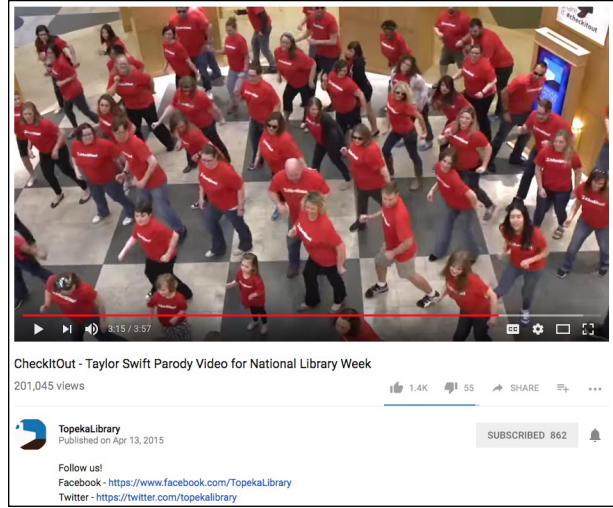 #checkitout
3:15 / 3:57
CC
CheckItOut - Taylor Swift Parody Video for National Library Week
201,045 views
1.4K 55 SHARE
TopekaLibrary
Published on Apr 13, 2015
SUBSCRIBED 862
Follow us!
Facebook - https://www.facebook.com/TopekaLibrary
Twitter - https://twitter.com/topekalibrary